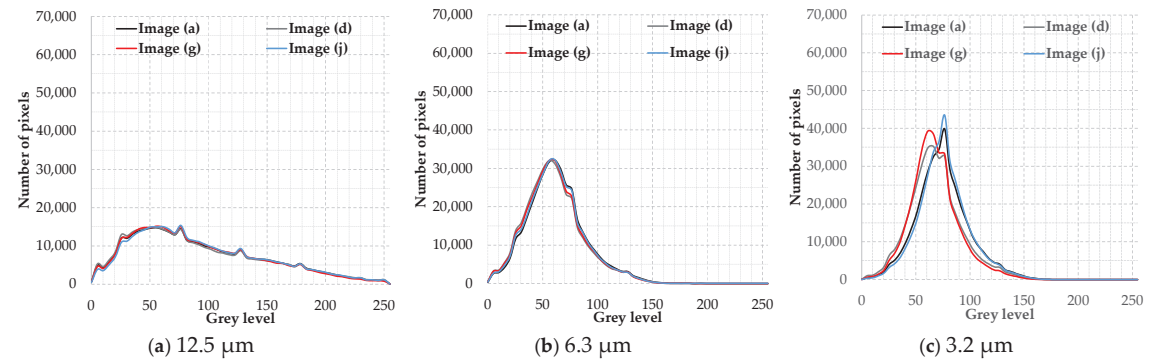 Image (a) Image (d)
Image (g) Image (j)
70,000
60,000
50,000
40,000
30,000
20,000
10,000
0
Number of pixels
0 50 100 150 200 250
Grey level
(a) 12.5 µm
Image (a) Image (d)
Image (g) Image (j)
70,000
60,000
50,000
40,000
30,000
20,000
10,000
0
Number of pixels
0 50 100 150 200 250
Grey level
(b) 6.3 µm
Image (a) Image (d)
Image (g) Image (j)
70,000
60,000
50,000
40,000
30,000
20,000
10,000
0
Number of pixels
0 50 100 150 200 250
Grey level
(c) 3.2 µm